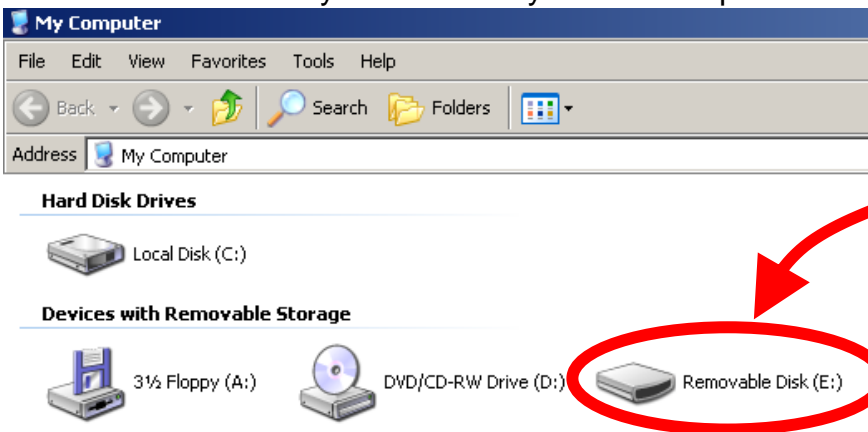 My Computer
File Edit View Favorites Tools Help
Back Search Folders
Address My Computer
Hard Disk Drives
Local Disk (C:)
Devices with Removable Storage
3½ Floppy (A:) DVD/CD-RW Drive (D:) Removable Disk (E:)